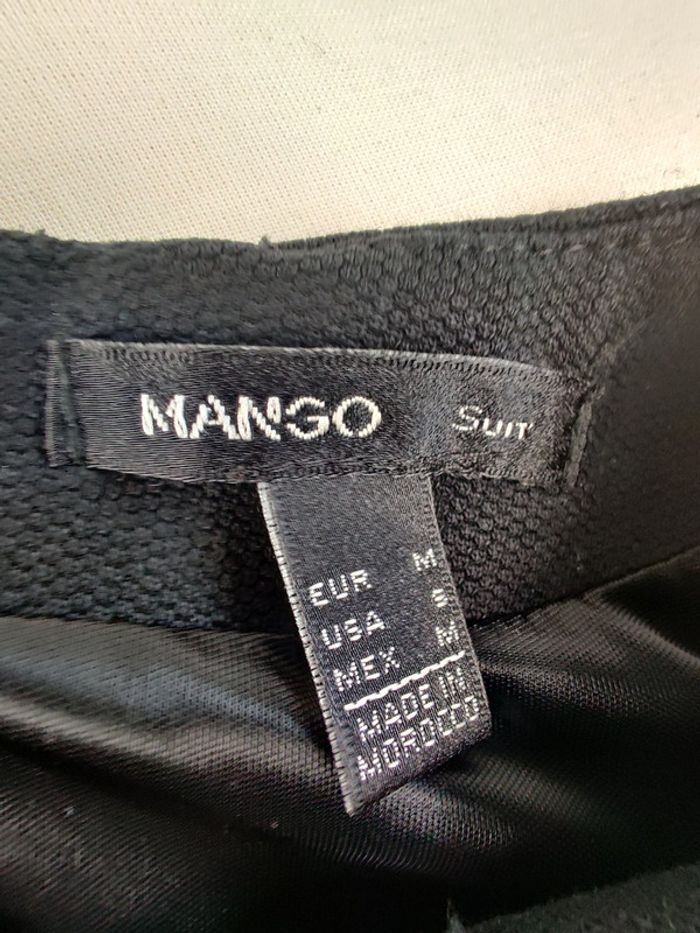 MANGO SUIT
EUR M
USA S
MEX M
MADE IN
MOROCCO